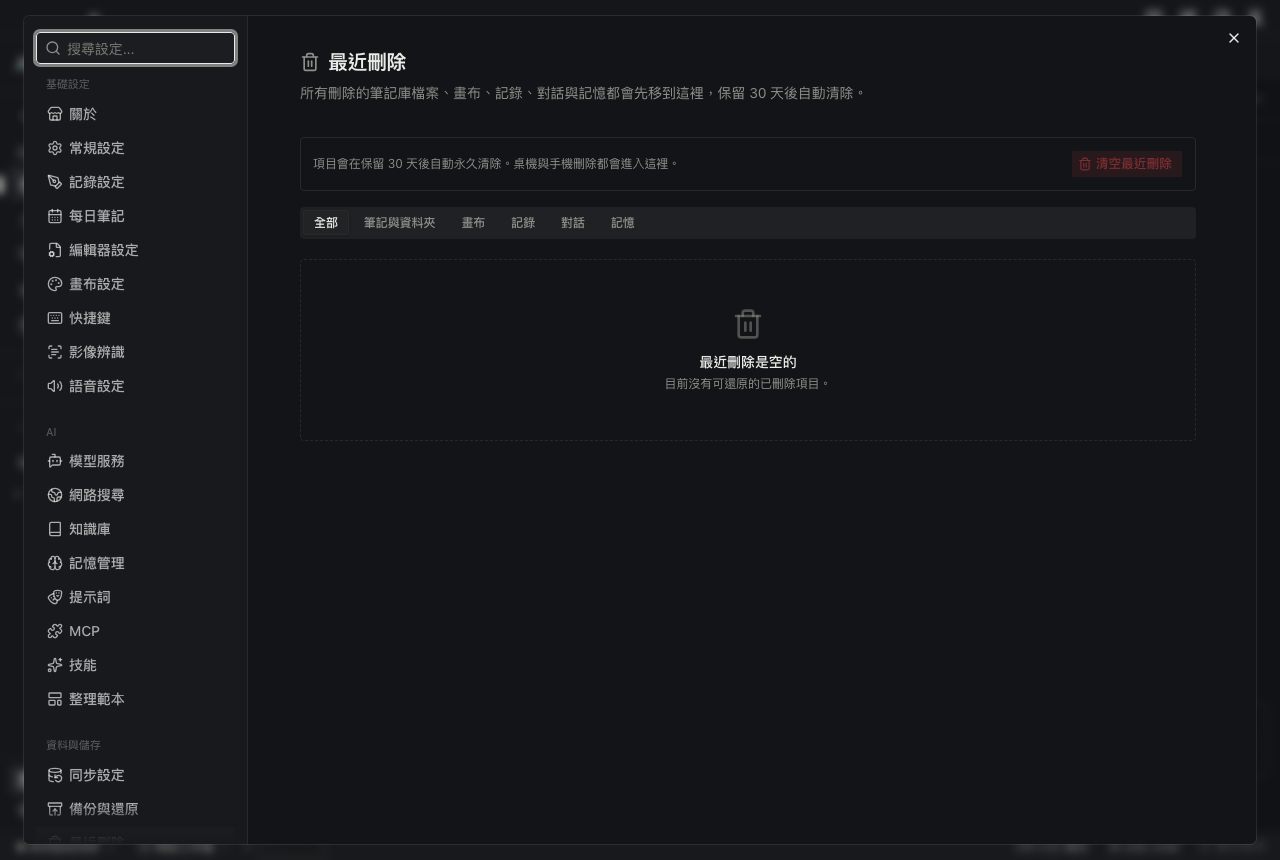 搜尋設定...
基礎設定
關於
常規設定
記錄設定
每日筆記
編輯器設定
畫布設定
快捷鍵
影像辨識
語音設定
AI
模型服務
網路搜尋
知識庫
記憶管理
提示詞
MCP
技能
整理範本
資料與儲存
同步設定
備份與還原
最近刪除
最近刪除
所有刪除的筆記庫檔案、畫布、記錄、對話與記憶都會先移到這裡，保留 30 天後自動清除。
項目會在保留 30 天後自動永久清除。桌機與手機刪除都會進入這裡。
清空最近刪除
全部 筆記與資料夾 畫布 記錄 對話 記憶
最近刪除是空的
目前沒有可還原的已刪除項目。